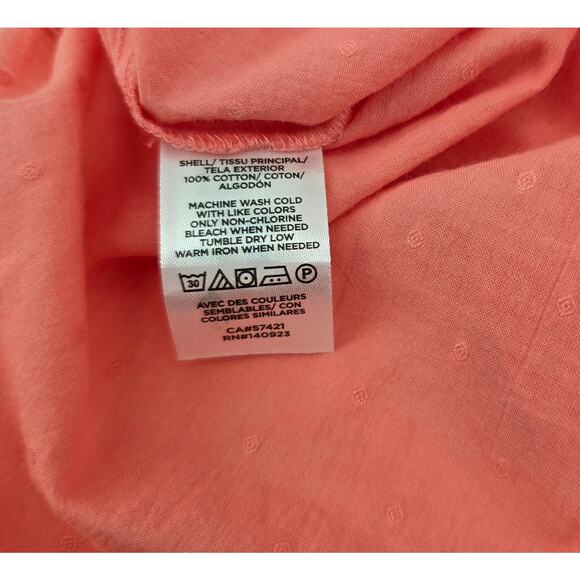 SHELL/ TISSU PRINCIPAL/
TELA EXTERIOR
100% COTTON/ COTON/
ALGODÓN
MACHINE WASH COLD
WITH LIKE COLORS
ONLY NON-CHLORINE
BLEACH WHEN NEEDED
TUMBLE DRY LOW
WARM IRON WHEN NEEDED
30 P
AVEC DES COULEURS
SEMBLABLES/ CON
COLORES SIMILARES
CA#57421
RN#140923